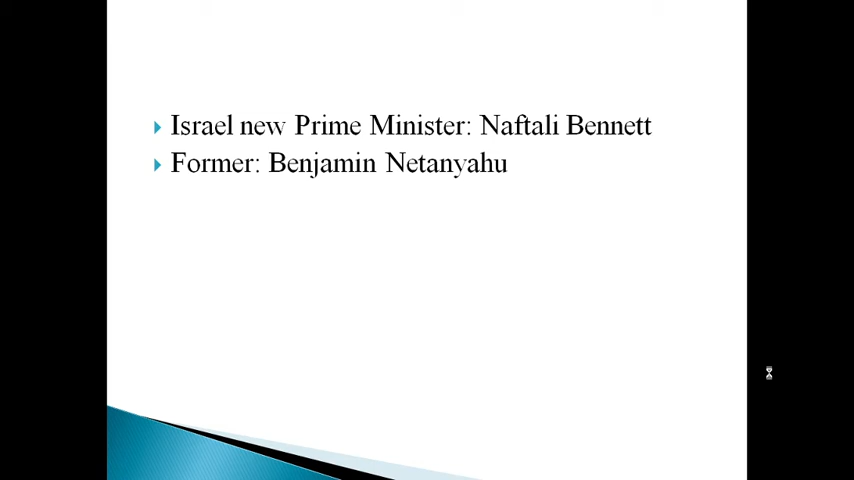 Israel new Prime Minister: Naftali Bennett
Former: Benjamin Netanyahu